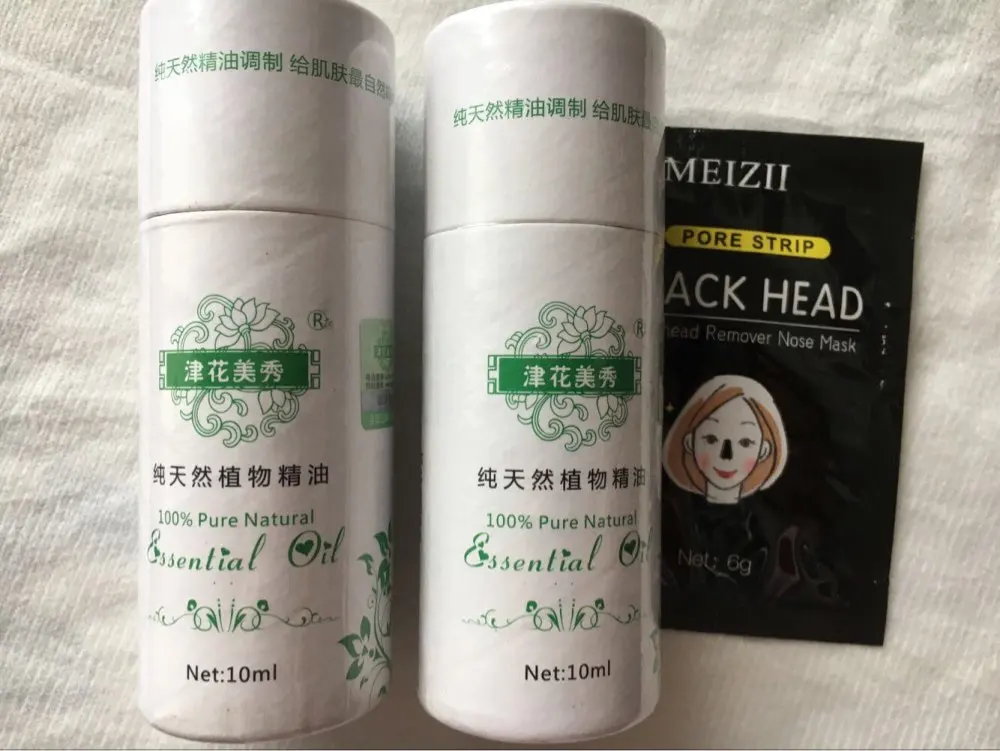 纯天然精油调制 给肌肤最自然
津花美秀
R
纯天然植物精油
100% Pure Natural
Essential Oil
Net:10ml
纯天然精油调制 给肌肤最
津花美秀
R
纯天然植物精油
100% Pure Natural
Essential Oil
Net:10ml
MEIZII
PORE STRIP
ACK HEAD
head Remover Nose Mask
Net: 6g